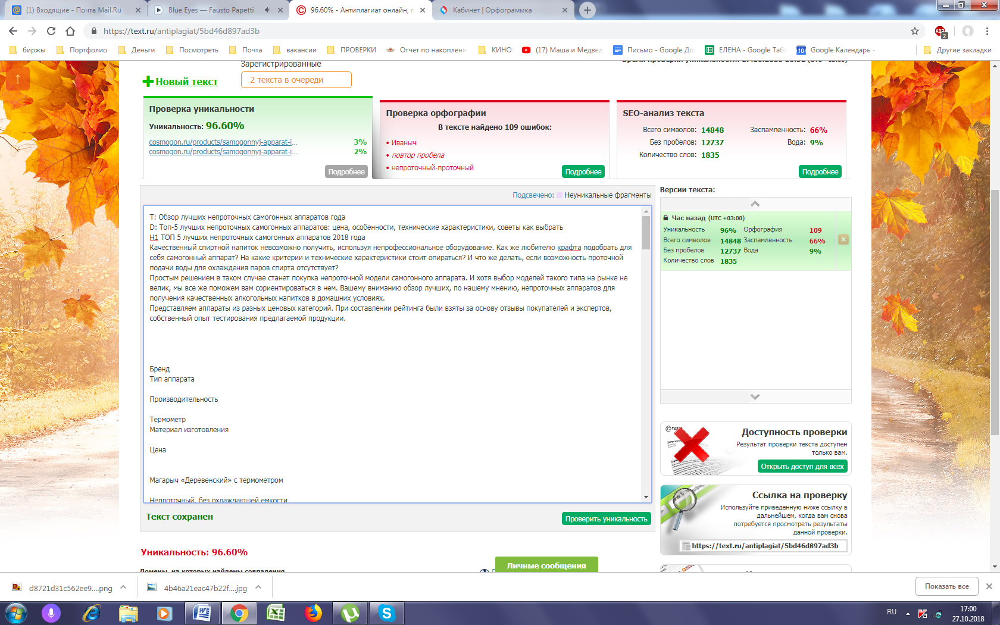 (1) Входящие - Почта Mail.Ru
Blue Eyes — Fausto Papetti
96.60% - Антиплагиат онлайн, п
Кабинет | Орфограммка
https://text.ru/antiplagiat/5bd46d897ad3b
ABP
2
биржы
Портфолио
Деньги
Посмотреть
Почта
вакансии
ПРОВЕРКИ
Отчет по накоплени
КИНО
(17) Маша и Медвед
Письмо - Google До
ЕЛЕНА - Google Табл
10
Google Календарь -
Другие закладки
Зарегистрированные
Время проверки уникальности: 27.10.2018 16:52 (UTC +03:00)
Новый текст
2 текста в очереди
Проверка уникальности
Уникальность: 96.60%
cosmogon.ru/products/samogonnyj-apparat-i... 3%
cosmogon.ru/products/samogonnyj-apparat-i... 2%
Подробнее
Проверка орфографии
В тексте найдено 109 ошибок:
• Иваныч
• повтор пробела
• непроточный-проточный
Подробнее
SEO-анализ текста
Всего символов: 14848 Заспамленность: 66%
Без пробелов: 12737 Вода: 9%
Количество слов: 1835
Подробнее
Подсвечено: Неуникальные фрагменты
T: Обзор лучших непроточных самогонных аппаратов года
D: Топ-5 лучших непроточных самогонных аппаратов: цена, особенности, технические характеристики, советы как выбрать
H1 ТОП 5 лучших непроточных самогонных аппаратов 2018 года
Качественный спиртной напиток невозможно получить, используя непрофессиональное оборудование. Как же любителю крафта подобрать для
себя самогонный аппарат? На какие критерии и технические характеристики стоит опираться? И что же делать, если возможность проточной
подачи воды для охлаждения паров спирта отсутствует?
Простым решением в таком случае станет покупка непроточной модели самогонного аппарата. И хотя выбор моделей такого типа на рынке не
велик, мы все же поможем вам сориентироваться в нем. Вашему вниманию обзор лучших, по нашему мнению, непроточных аппаратов для
получения качественных алкогольных напитков в домашних условиях.
Представляем аппараты из разных ценовых категорий. При составлении рейтинга были взяты за основу отзывы покупателей и экспертов,
собственный опыт тестирования предлагаемой продукции.
Бренд
Тип аппарата
Производительность
Термометр
Материал изготовления
Цена
Магарыч «Деревенский» с термометром
Непроточный, без охлаждающей емкости
Текст сохранен
Проверить уникальность
Уникальность: 96.60%
Домены, на которых найдены совпадения
Личные сообщения
Версии текста:
Час назад (UTC +03:00)
Уникальность 96% Орфография 109
Всего символов 14848 Заспамленность 66%
Без пробелов 12737 Вода 9%
Количество слов 1835
Доступность проверки
Результат проверки текста доступен
только вам.
Открыть доступ для всех
Ссылка на проверку
Используйте приведенную ниже ссылку в
дальнейшем, когда вам снова
потребуется просмотреть результаты
данной проверки.
https://text.ru/antiplagiat/5bd46d897ad3b
d8721d31c562ee9....png
4b46a21eac47b22f....jpg
Показать все
RU
17:00
27.10.2018